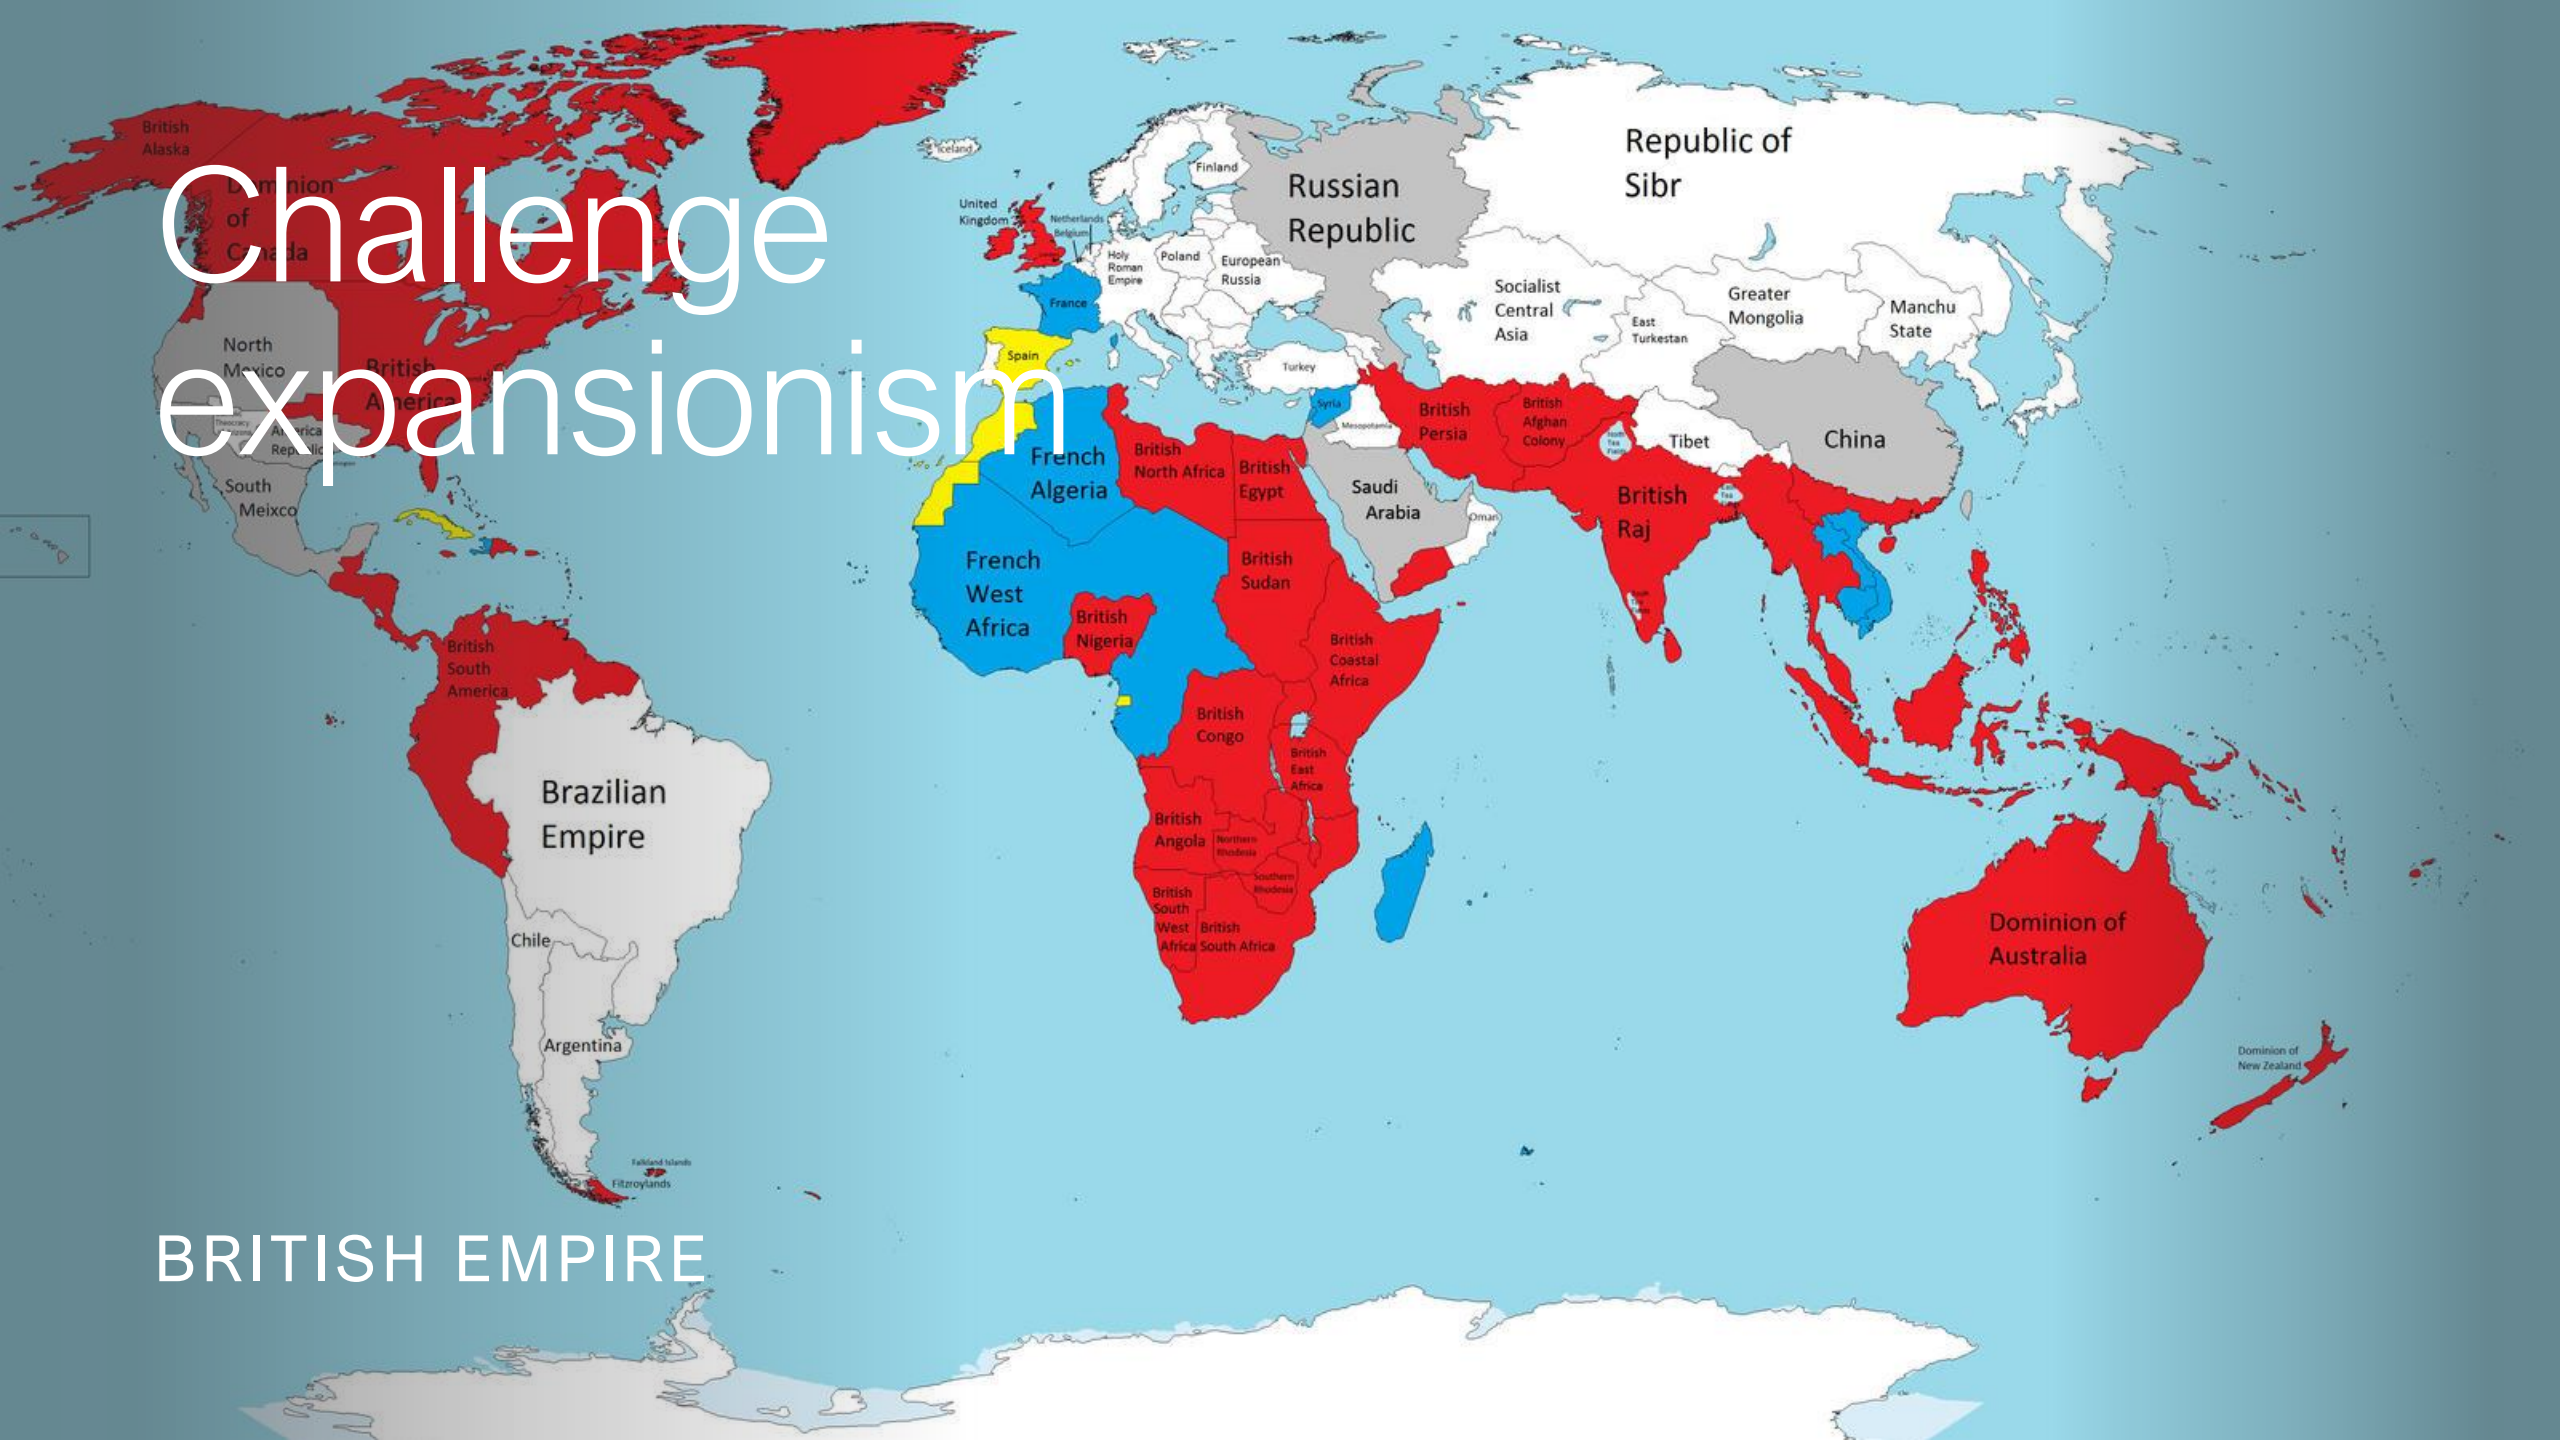 Challenge
expansionism
BRITISH EMPIRE
British
Alaska
Dominion
of
Canada
North
Mexico
British
America
America
Republic
South
Meixco
British
South
America
Brazilian
Empire
Chile
Argentina
Falkland Islands
Fitzroylands
Iceland
United
Kingdom
Netherlands
Belgium
Finland
Holy
Roman
Empire
Poland
European
Russia
France
Spain
Turkey
Syria
Mesopotamia
Russian
Republic
Republic of
Sibr
Socialist
Central
Asia
East
Turkestan
Greater
Mongolia
Manchu
State
China
Tibet
British
Persia
British
Afghan
Colony
North
Tea
Fields
British
Raj
Saudi
Arabia
Oman
French
Algeria
British
North Africa
British
Egypt
French
West
Africa
British
Nigeria
British
Sudan
British
Coastal
Africa
British
Congo
British
East
Africa
British
Angola
Northern
Rhodesia
Southern
Rhodesia
British
South
West
Africa
British
South Africa
Dominion of
Australia
Dominion of
New Zealand